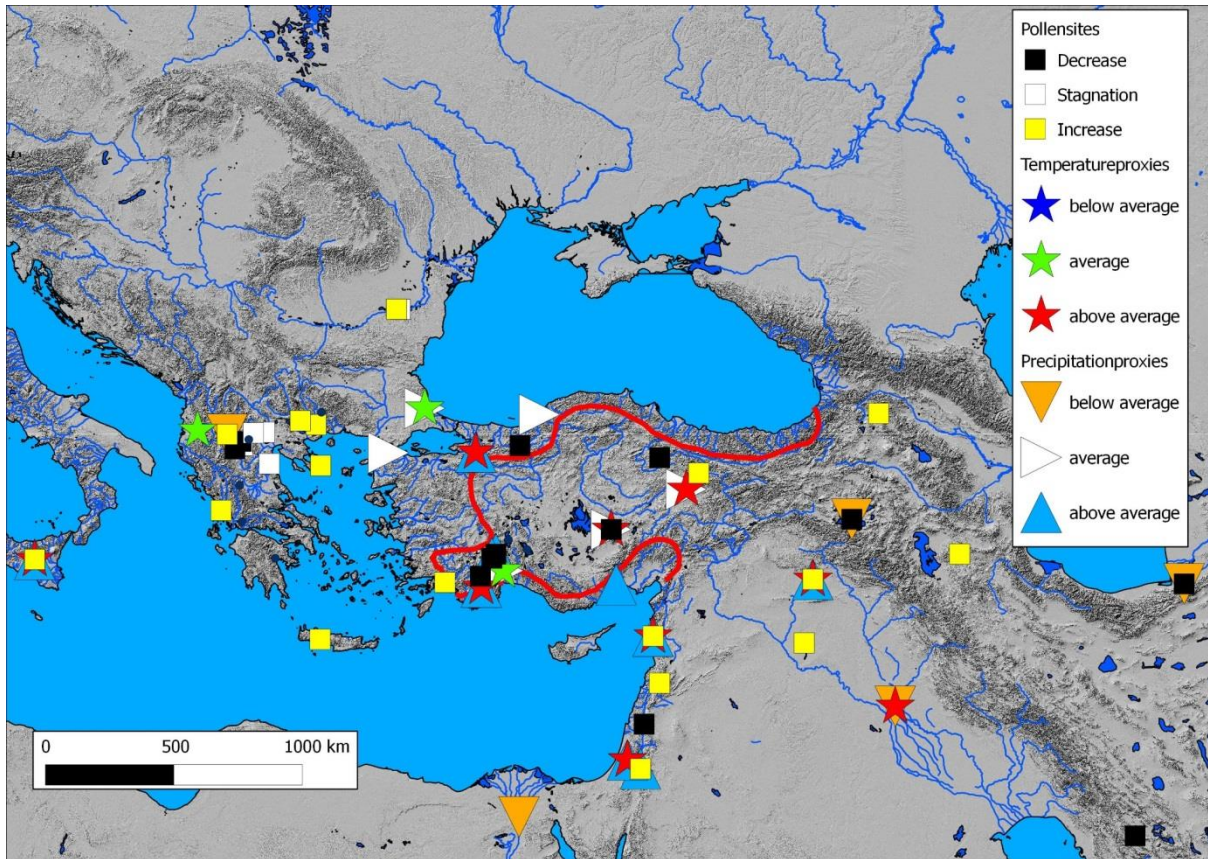 Pollensites
Decrease
Stagnation
Increase
Temperatureproxies
below average
average
above average
Precipitationproxies
below average
average
above average
0 500 1000 km